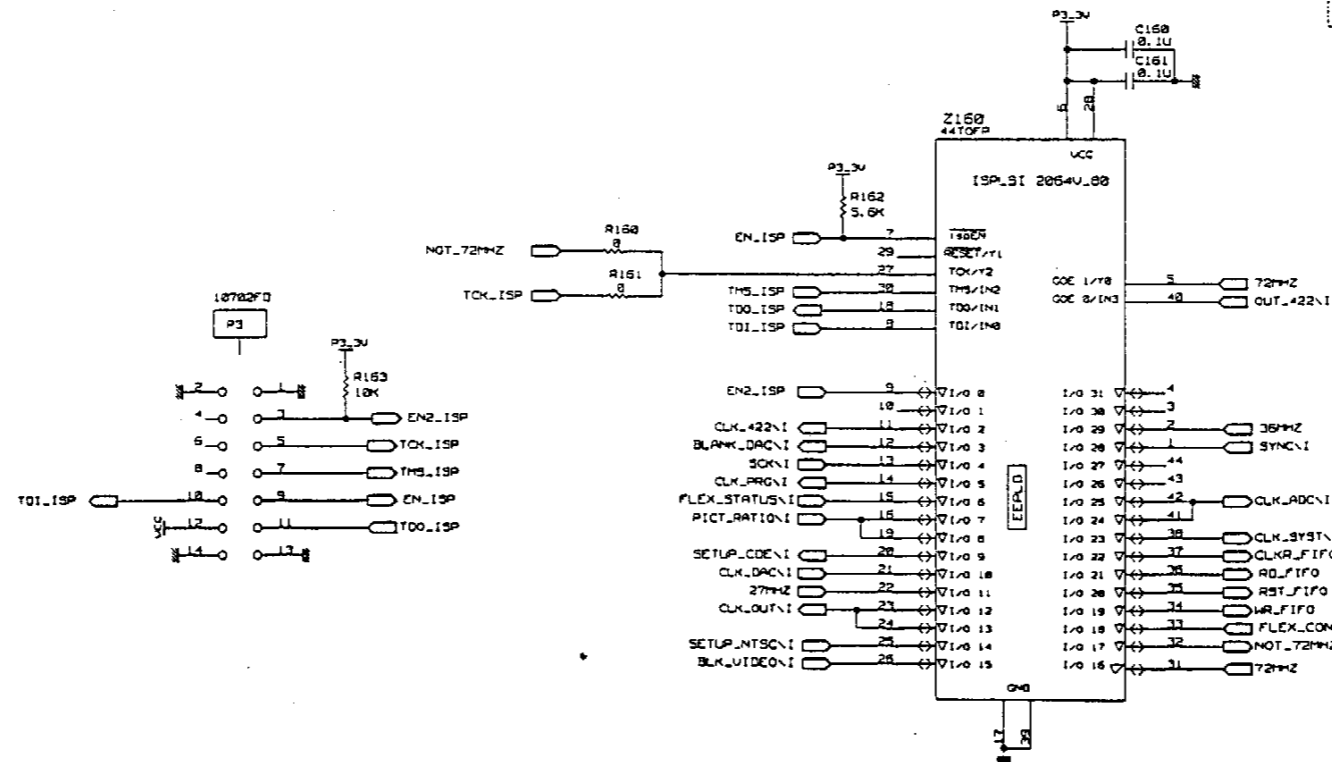 P3_3V
C160
0.1U
C161
0.1U
6 28
Z160
44TQFP
VCC
ISPLSI 2064V_80
P3_3V
R162
5.6K
EN_ISP 7 ISPEN
29 RESET/Y1
NOT_72MHZ R160 0
27 TCK/Y2
TCK_ISP R161 0
TMS_ISP 30 TMS/IN2
TDO_ISP 18 TDO/IN1
TDI_ISP 8 TDI/IN0
GOE 1/Y0 5 72MHZ
GOE 0/IN3 40 OUT_422\I
10702FD
P3
P3_3V
R163
10K
2 1
4 3 EN2_ISP
6 5 TCK_ISP
8 7 TMS_ISP
TDI_ISP 10 9 EN_ISP
VCC 12 11 TDO_ISP
14 13
EN2_ISP 9 I/O 0
10 I/O 1
CLK_422\I 11 I/O 2
BLANK_DAC\I 12 I/O 3
SCK\I 13 I/O 4
CLK_PRG\I 14 I/O 5
FLEX_STATUS\I 15 I/O 6
PICT_RATIO\I 16 I/O 7
19 I/O 8
SETUP_CDE\I 20 I/O 9
CLK_DAC\I 21 I/O 10
27MHZ 22 I/O 11
CLK_OUT\I 23 I/O 12
24 I/O 13
SETUP_NTSC\I 25 I/O 14
BLK_VIDEO\I 26 I/O 15
EEPLD
I/O 31 4
I/O 30 3
I/O 29 2 36MHZ
I/O 28 1 SYNC\I
I/O 27 44
I/O 26 43
I/O 25 42 CLK_ADC\I
I/O 24 41
I/O 23 38 CLK_SYST\
I/O 22 37 CLKR_FIFO
I/O 21 36 RD_FIFO
I/O 20 35 RST_FIFO
I/O 19 34 WR_FIFO
I/O 18 33 FLEX_CON
I/O 17 32 NOT_72MHZ
I/O 16 31 72MHZ
GND
17 39